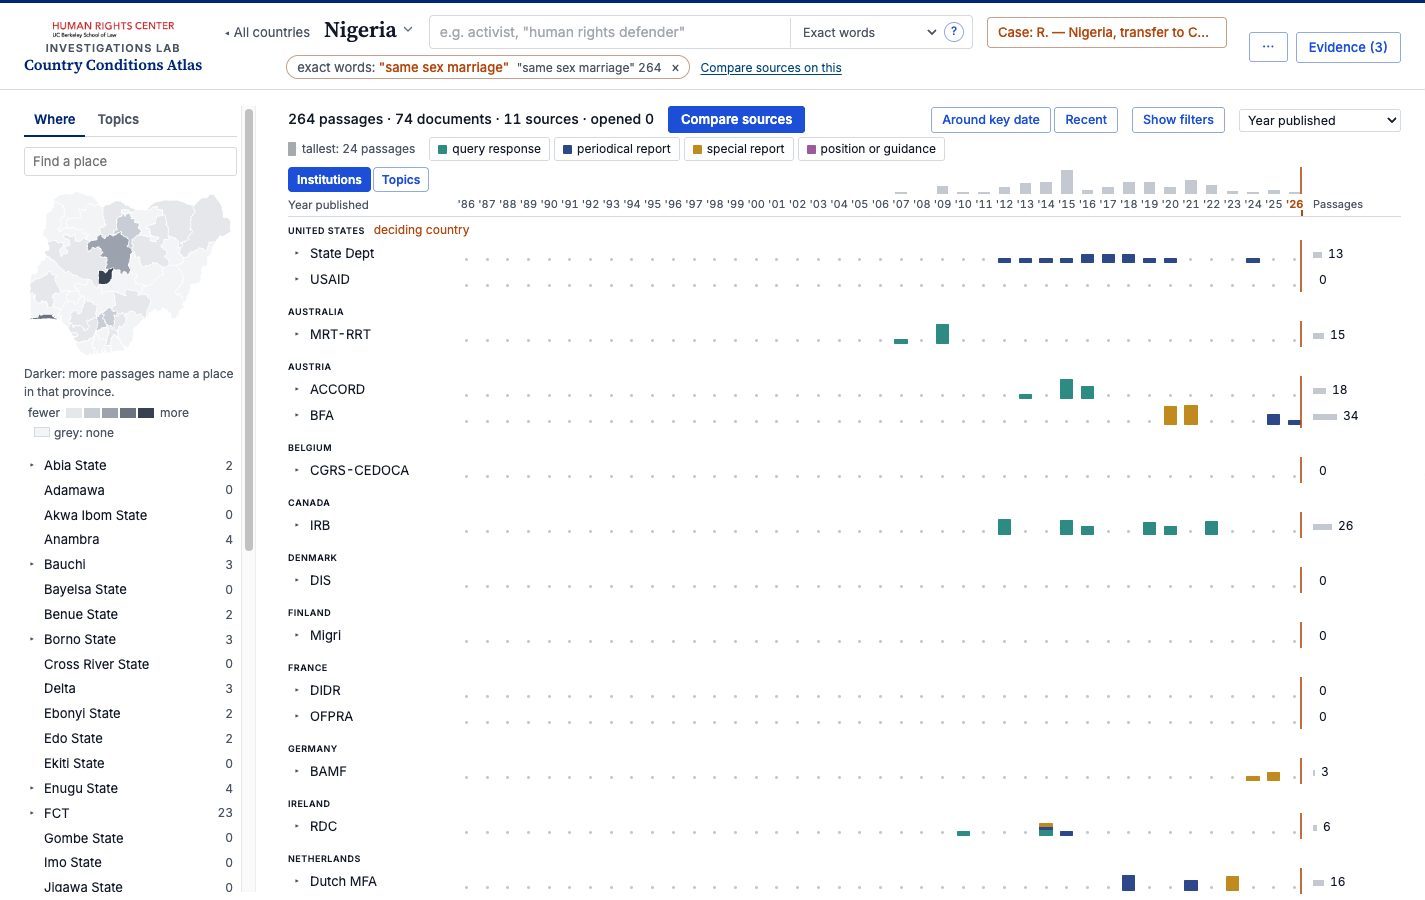 HUMAN RIGHTS CENTER
UC Berkeley School of Law
INVESTIGATIONS LAB
Country Conditions Atlas
◂ All countries Nigeria
e.g. activist, "human rights defender" Exact words ?
Case: R. — Nigeria, transfer to C...
...
Evidence (3)
exact words: "same sex marriage" "same sex marriage" 264 ×
Compare sources on this
Where Topics
Find a place
Darker: more passages name a place
in that province.
fewer more
grey: none
▸ Abia State 2
Adamawa 0
Akwa Ibom State 0
Anambra 4
▸ Bauchi 3
Bayelsa State 0
Benue State 2
▸ Borno State 3
Cross River State 0
Delta 3
Ebonyi State 2
Edo State 2
Ekiti State 0
▸ Enugu State 4
▸ FCT 23
Gombe State 0
Imo State 0
Jigawa State 0
264 passages · 74 documents · 11 sources · opened 0 Compare sources
Around key date Recent Show filters Year published
tallest: 24 passages query response periodical report special report position or guidance
Institutions Topics
Year published '86 '87 '88 '89 '90 '91 '92 '93 '94 '95 '96 '97 '98 '99 '00 '01 '02 '03 '04 '05 '06 '07 '08 '09 '10 '11 '12 '13 '14 '15 '16 '17 '18 '19 '20 '21 '22 '23 '24 '25 '26 Passages
UNITED STATES deciding country
▸ State Dept 13
▸ USAID 0
AUSTRALIA
▸ MRT-RRT 15
AUSTRIA
▸ ACCORD 18
▸ BFA 34
BELGIUM
▸ CGRS-CEDOCA 0
CANADA
▸ IRB 26
DENMARK
▸ DIS 0
FINLAND
▸ Migri 0
FRANCE
▸ DIDR 0
▸ OFPRA 0
GERMANY
▸ BAMF 3
IRELAND
▸ RDC 6
NETHERLANDS
▸ Dutch MFA 16